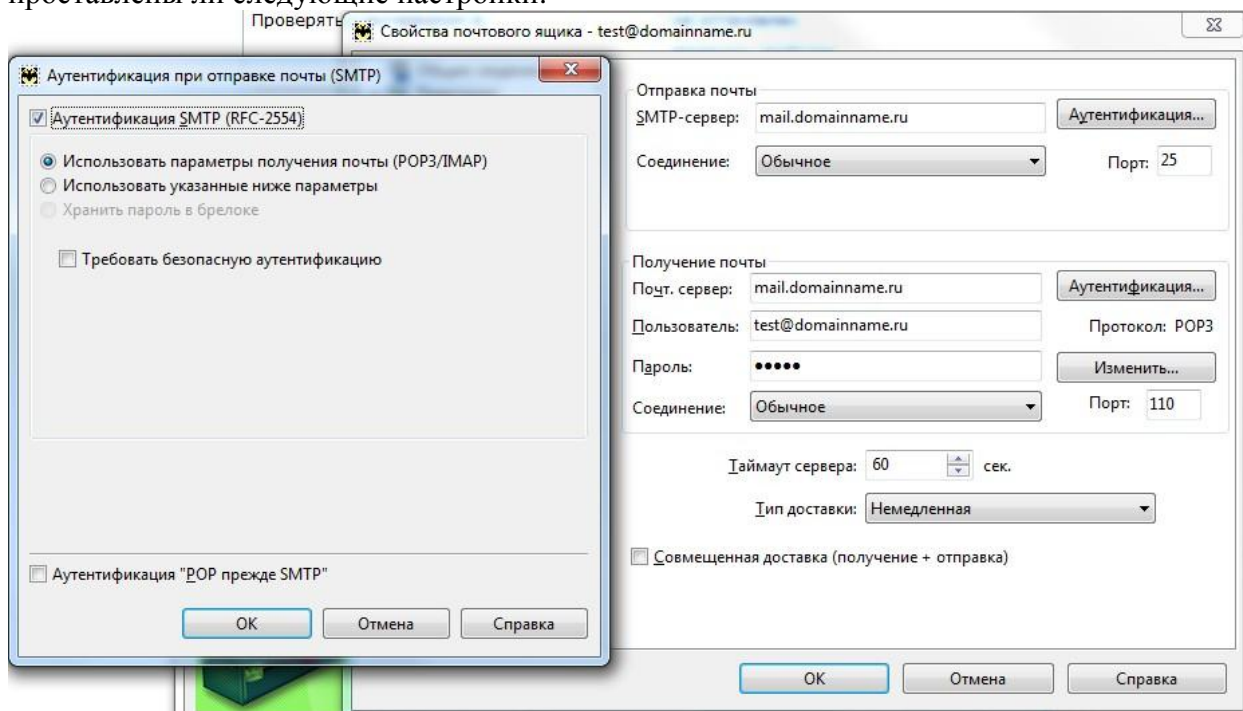 проставлены ли следующие настройки:
Проверять
Свойства почтового ящика - test@domainname.ru
Аутентификация при отправке почты (SMTP)
Аутентификация SMTP (RFC-2554)
Использовать параметры получения почты (POP3/IMAP)
Использовать указанные ниже параметры
Хранить пароль в брелоке
Требовать безопасную аутентификацию
Аутентификация "POP прежде SMTP"
OK Отмена Справка
Отправка почты
SMTP-сервер: mail.domainname.ru Аутентификация...
Соединение: Обычное Порт: 25
Получение почты
Почт. сервер: mail.domainname.ru Аутентификация...
Пользователь: test@domainname.ru Протокол: POP3
Пароль: ••••• Изменить...
Соединение: Обычное Порт: 110
Таймаут сервера: 60 сек.
Тип доставки: Немедленная
Совмещенная доставка (получение + отправка)
OK Отмена Справка